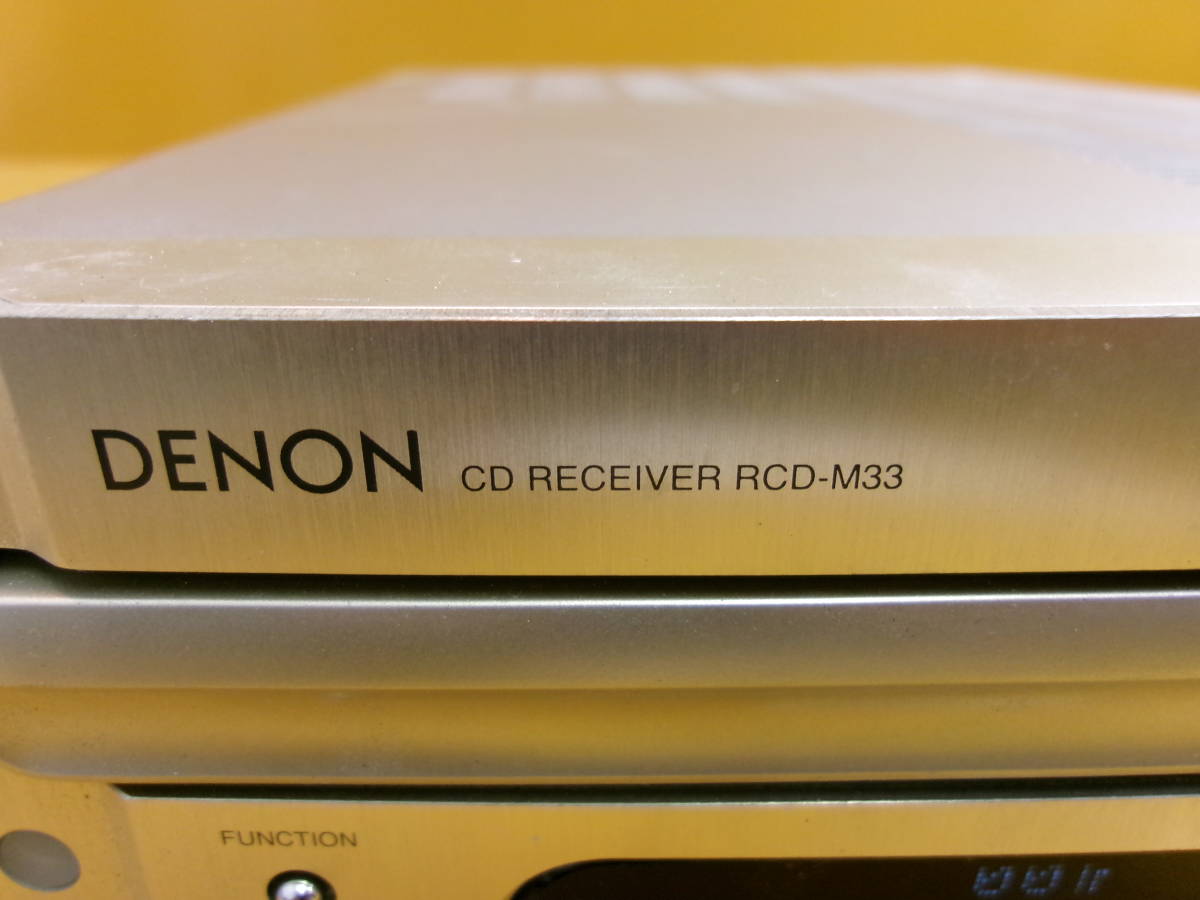 DENON CD RECEIVER RCD-M33
FUNCTION